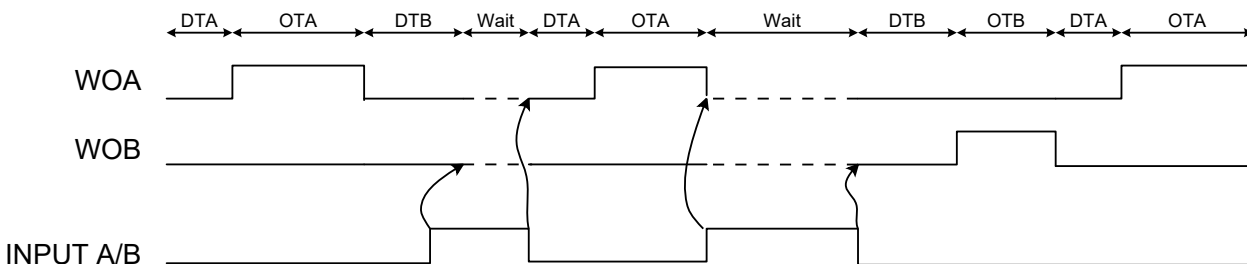 DTA OTA DTB Wait DTA OTA Wait DTB OTB DTA OTA
WOA
WOB
INPUT A/B